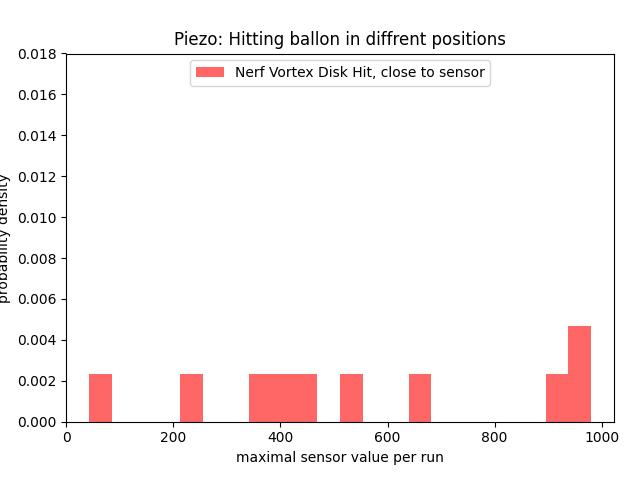 Piezo: Hitting ballon in diffrent positions
Nerf Vortex Disk Hit, close to sensor
probability density
0.018
0.016
0.014
0.012
0.010
0.008
0.006
0.004
0.002
0.000
0 200 400 600 800 1000
maximal sensor value per run